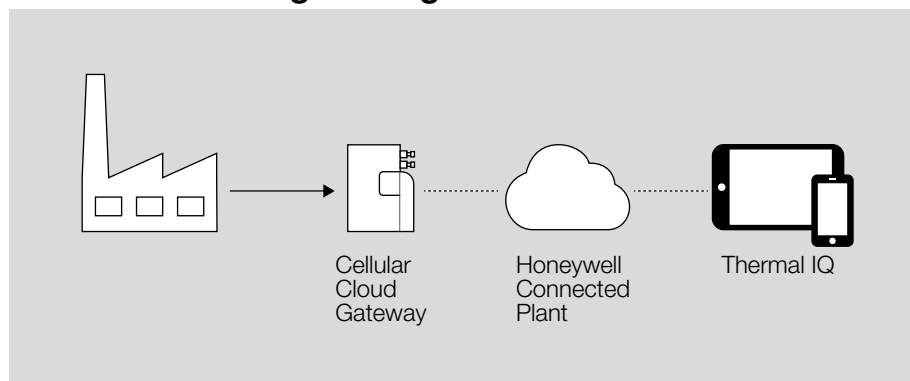 Cellular
Cloud
Gateway
Honeywell
Connected
Plant
Thermal IQ